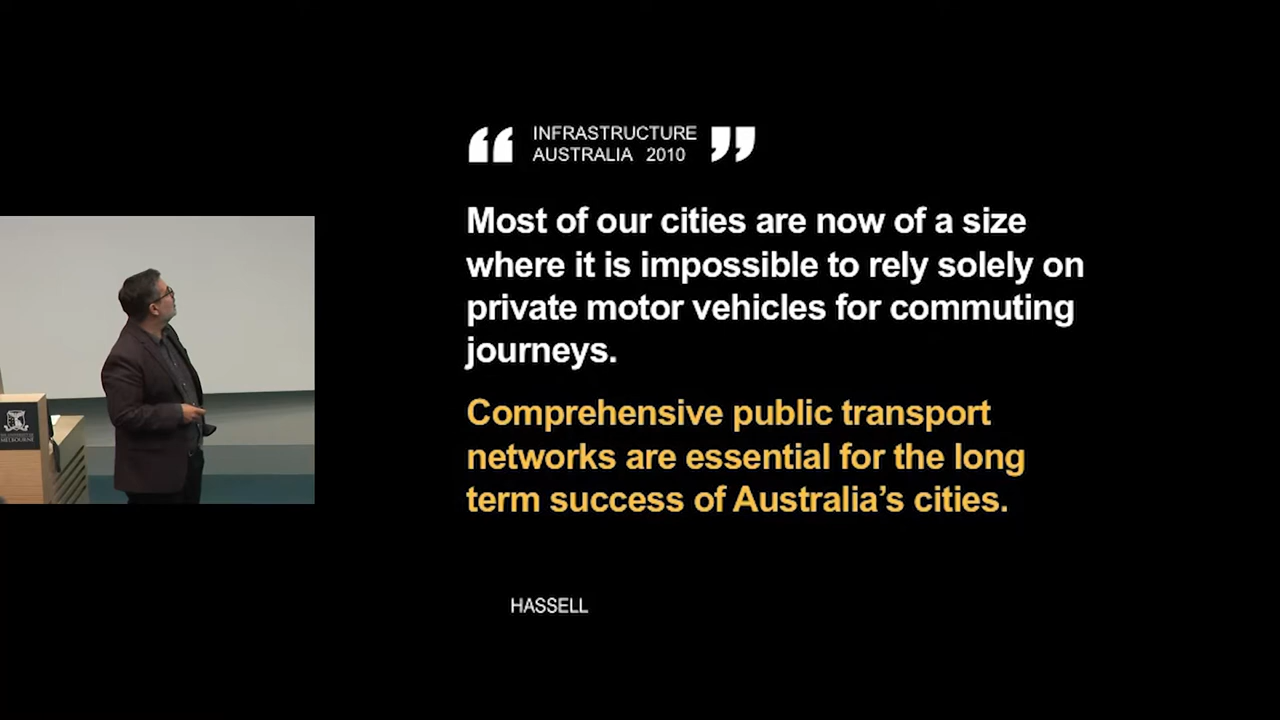 INFRASTRUCTURE
AUSTRALIA 2010
Most of our cities are now of a size
where it is impossible to rely solely on
private motor vehicles for commuting
journeys.
Comprehensive public transport
networks are essential for the long
term success of Australia’s cities.
HASSELL
MELBOURNE